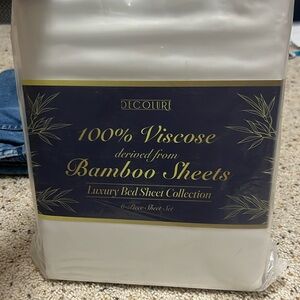 DECOLURE
100% Viscose
derived from
Bamboo Sheets
Luxury Bed Sheet Collection
6-Piece Sheet Set